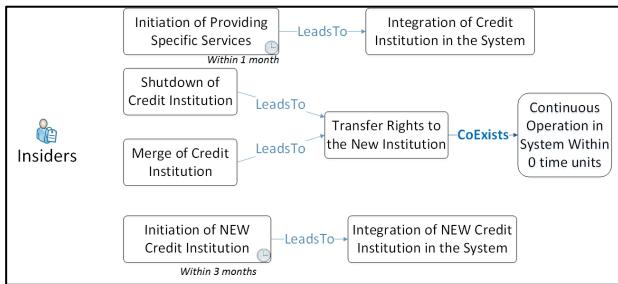 Initiation of Providing
Specific Services
Within 1 month
LeadsTo
Integration of Credit
Institution in the System
Shutdown of
Credit Institution
LeadsTo
Insiders
Merge of Credit
Institution
LeadsTo
Transfer Rights to
the New Institution
CoExists
Continuous
Operation in
System Within
0 time units
Initiation of NEW
Credit Institution
Within 3 months
LeadsTo
Integration of NEW Credit
Institution in the System